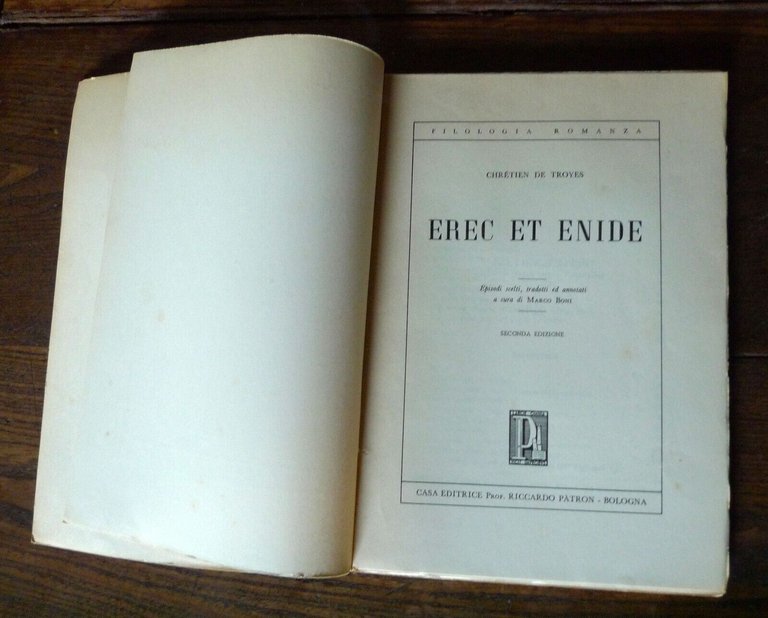 FILOLOGIA ROMANZA
CHRÉTIEN DE TROYES
EREC ET ENIDE
Episodi scelti, tradotti ed annotati
a cura di MARCO BONI
SECONDA EDIZIONE
P
CASA EDITRICE PROF. RICCARDO PÀTRON - BOLOGNA